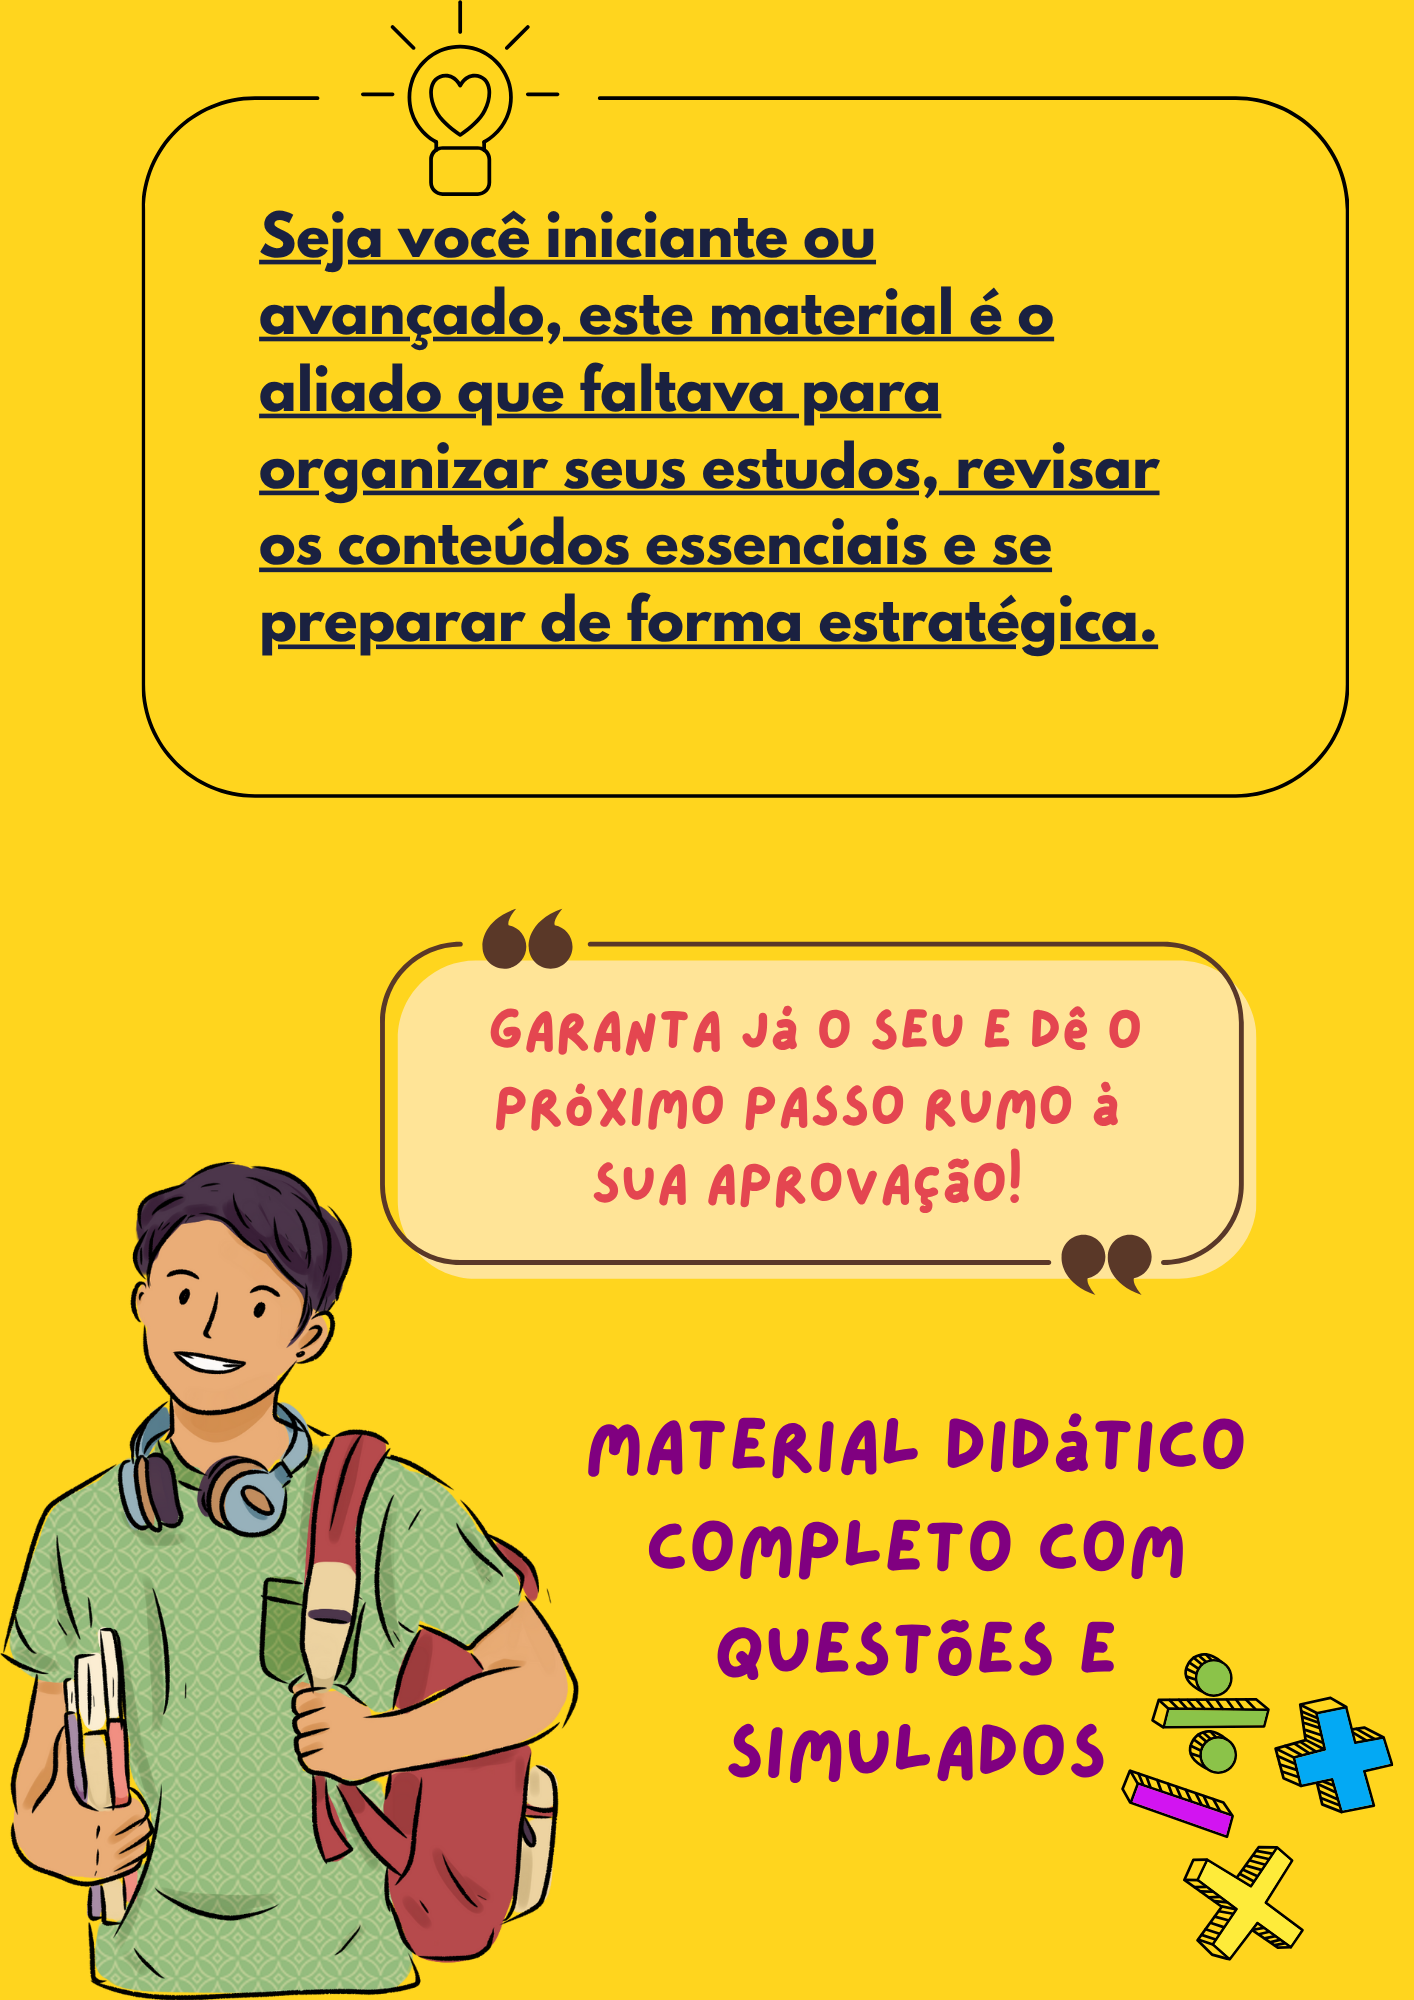 Seja você iniciante ou
avançado, este material é o
aliado que faltava para
organizar seus estudos, revisar
os conteúdos essenciais e se
preparar de forma estratégica.
GARANTA Já O SEU E Dê O
PRóXIMO PASSO RUMO à
SUA APROVAçãO!
MATERIAL DIDáTICO
COMPLETO COM
QUESTõES E
SIMULADOS